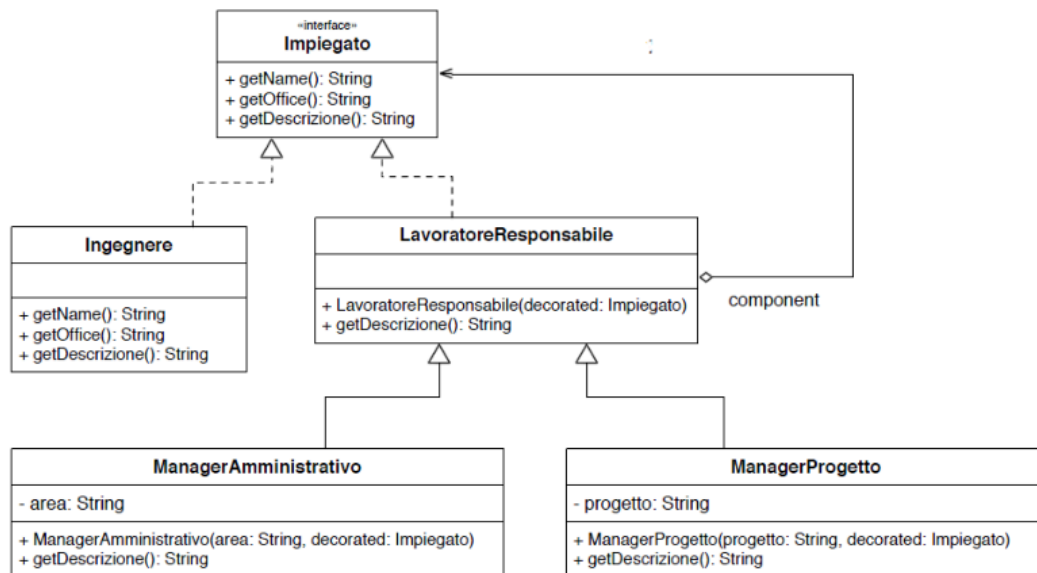 «interface»
Impiegato
:
+ getName(): String
+ getOffice(): String
+ getDescrizione(): String
Ingegnere
+ getName(): String
+ getOffice(): String
+ getDescrizione(): String
LavoratoreResponsabile
+ LavoratoreResponsabile(decorated: Impiegato)
+ getDescrizione(): String
component
ManagerAmministrativo
- area: String
+ ManagerAmministrativo(area: String, decorated: Impiegato)
+ getDescrizione(): String
ManagerProgetto
- progetto: String
+ ManagerProgetto(progetto: String, decorated: Impiegato)
+ getDescrizione(): String